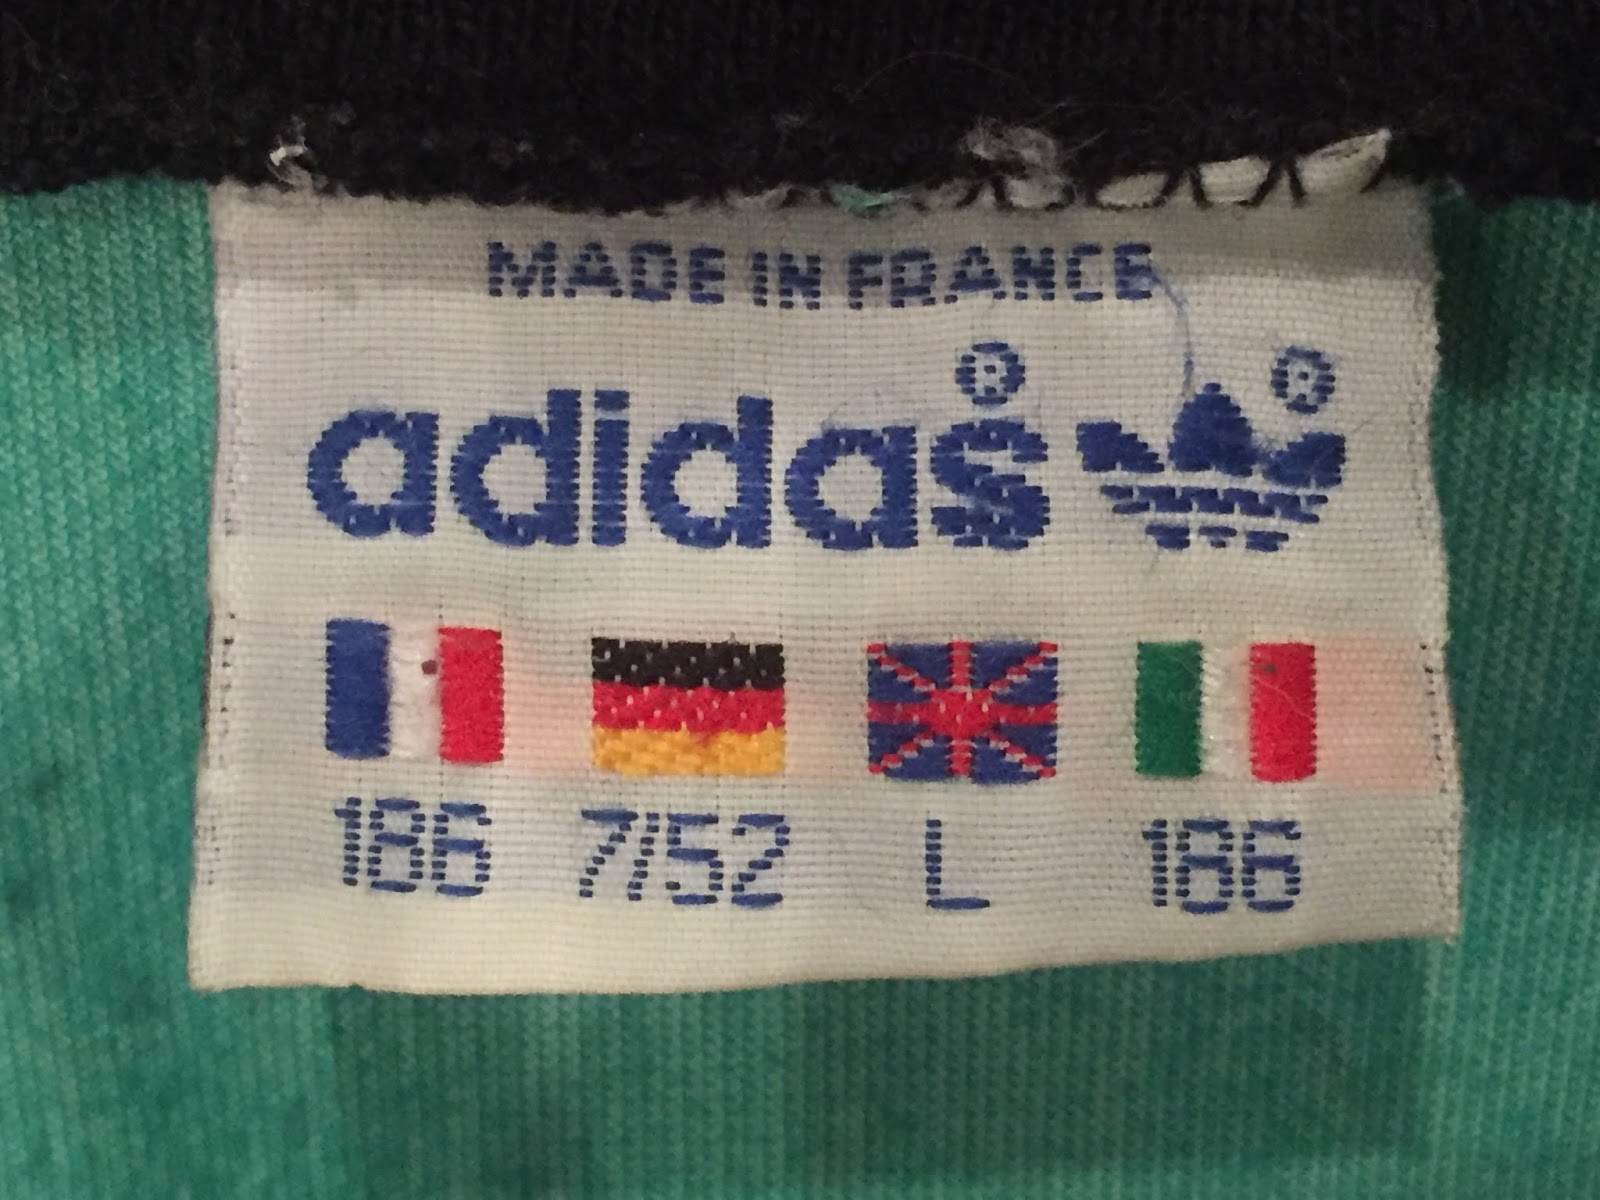 MADE IN FRANCE
adidas® ®
186 7/52 L 186